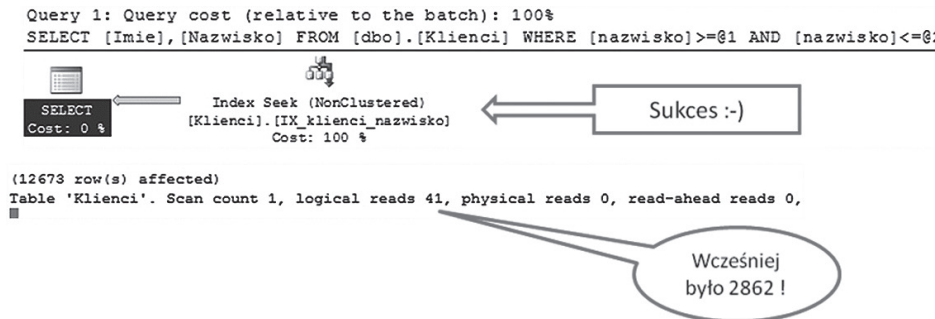 Query 1: Query cost (relative to the batch): 100%
SELECT [Imie],[Nazwisko] FROM [dbo].[Klienci] WHERE [nazwisko]>=@1 AND [nazwisko]<=@2
SELECT
Cost: 0 %
Index Seek (NonClustered)
[Klienci].[IX_klienci_nazwisko]
Cost: 100 %
Sukces :-)
(12673 row(s) affected)
Table 'Klienci'. Scan count 1, logical reads 41, physical reads 0, read-ahead reads 0,
Wcześniej
było 2862 !